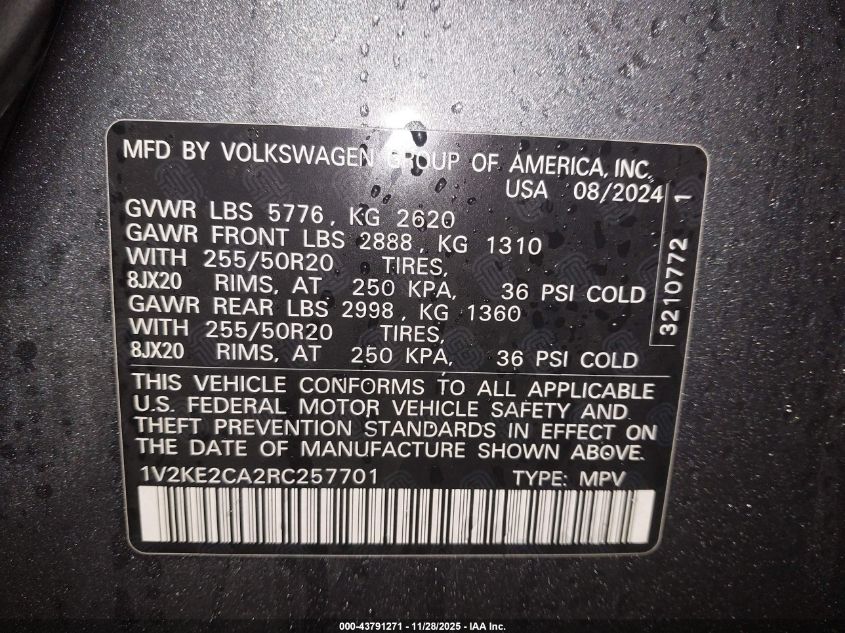 MFD BY VOLKSWAGEN GROUP OF AMERICA, INC.
USA 08/2024
GVWR LBS 5776, KG 2620
GAWR FRONT LBS 2888, KG 1310
WITH 255/50R20 TIRES,
8JX20 RIMS, AT 250 KPA, 36 PSI COLD
GAWR REAR LBS 2998, KG 1360
WITH 255/50R20 TIRES,
8JX20 RIMS, AT 250 KPA, 36 PSI COLD
3210772 1
THIS VEHICLE CONFORMS TO ALL APPLICABLE
U.S. FEDERAL MOTOR VEHICLE SAFETY AND
THEFT PREVENTION STANDARDS IN EFFECT ON
THE DATE OF MANUFACTURE SHOWN ABOVE.
1V2KE2CA2RC257701 TYPE: MPV
000-43791271 - 11/28/2025 - IAA Inc.